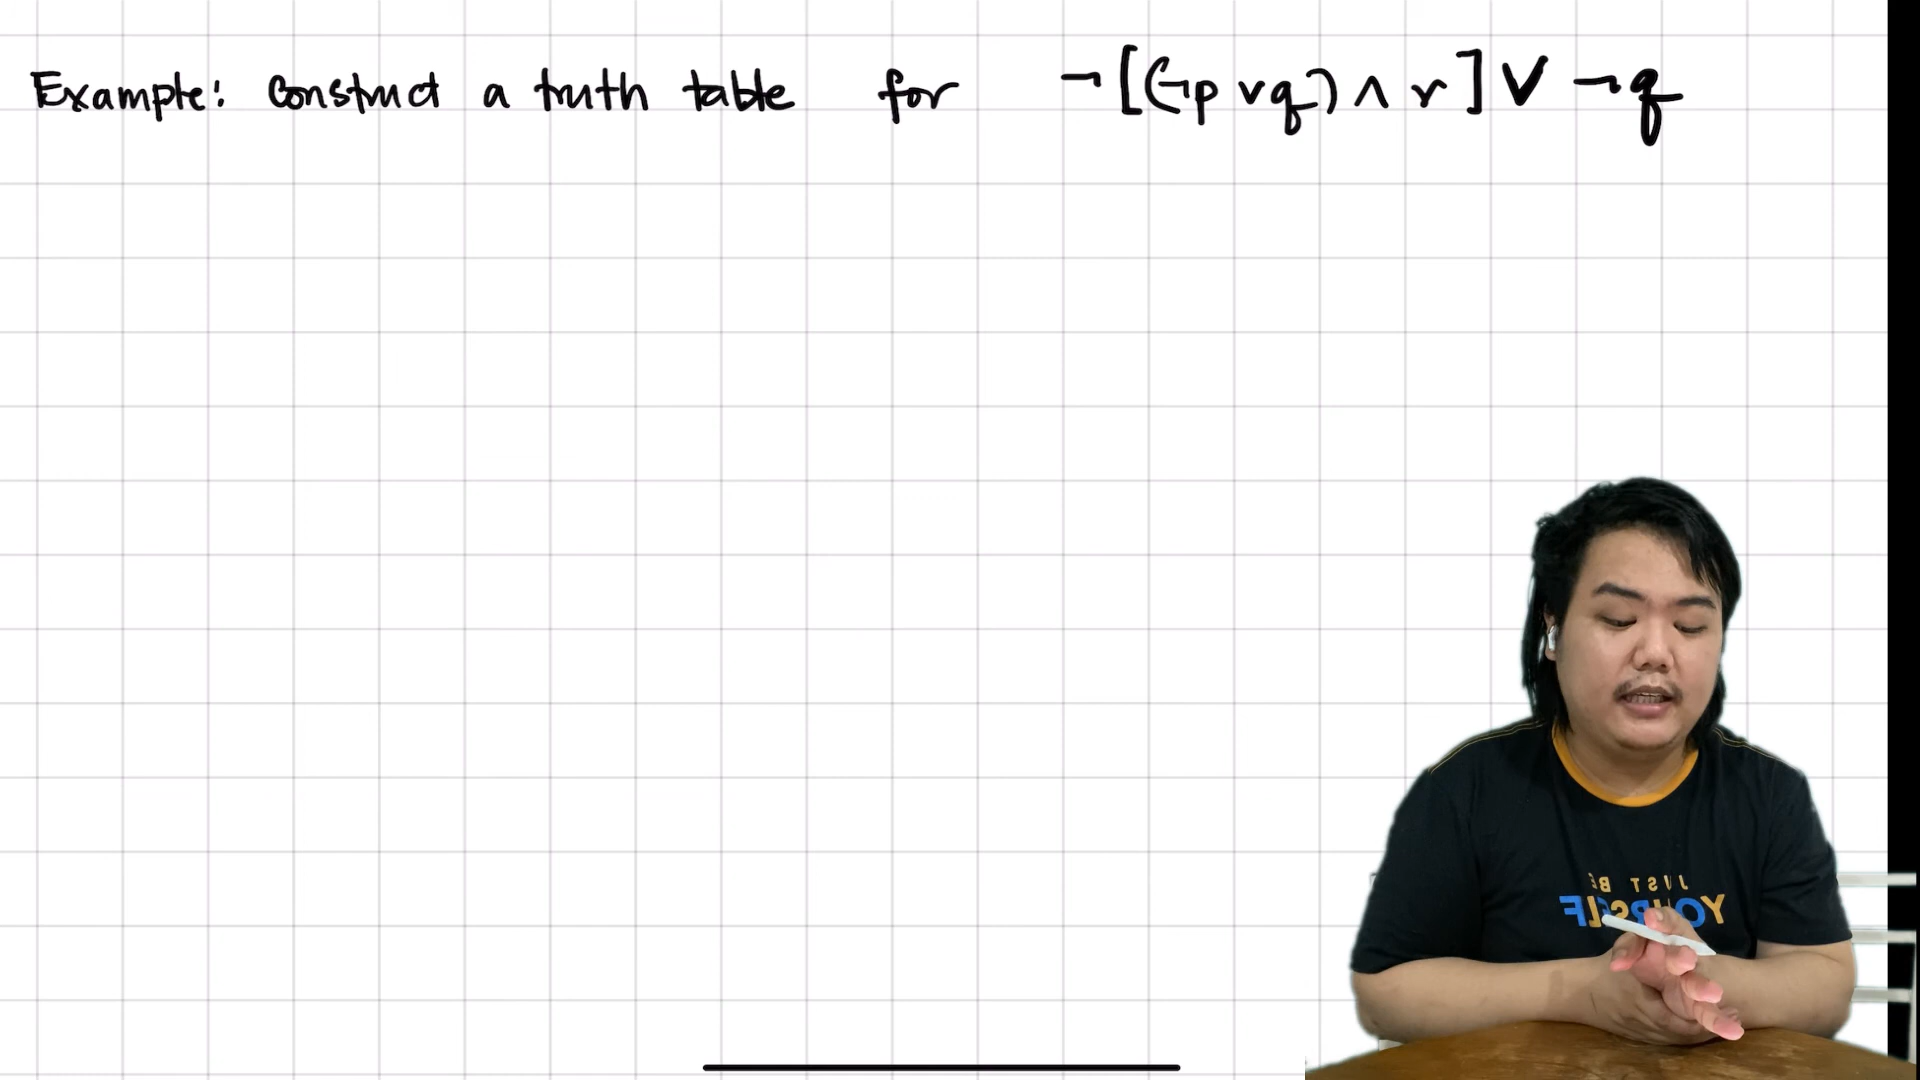 Example: construct a truth table for ¬[(¬p ∨ q) ∧ r] ∨ ¬q
JUST BE
YOURSELF